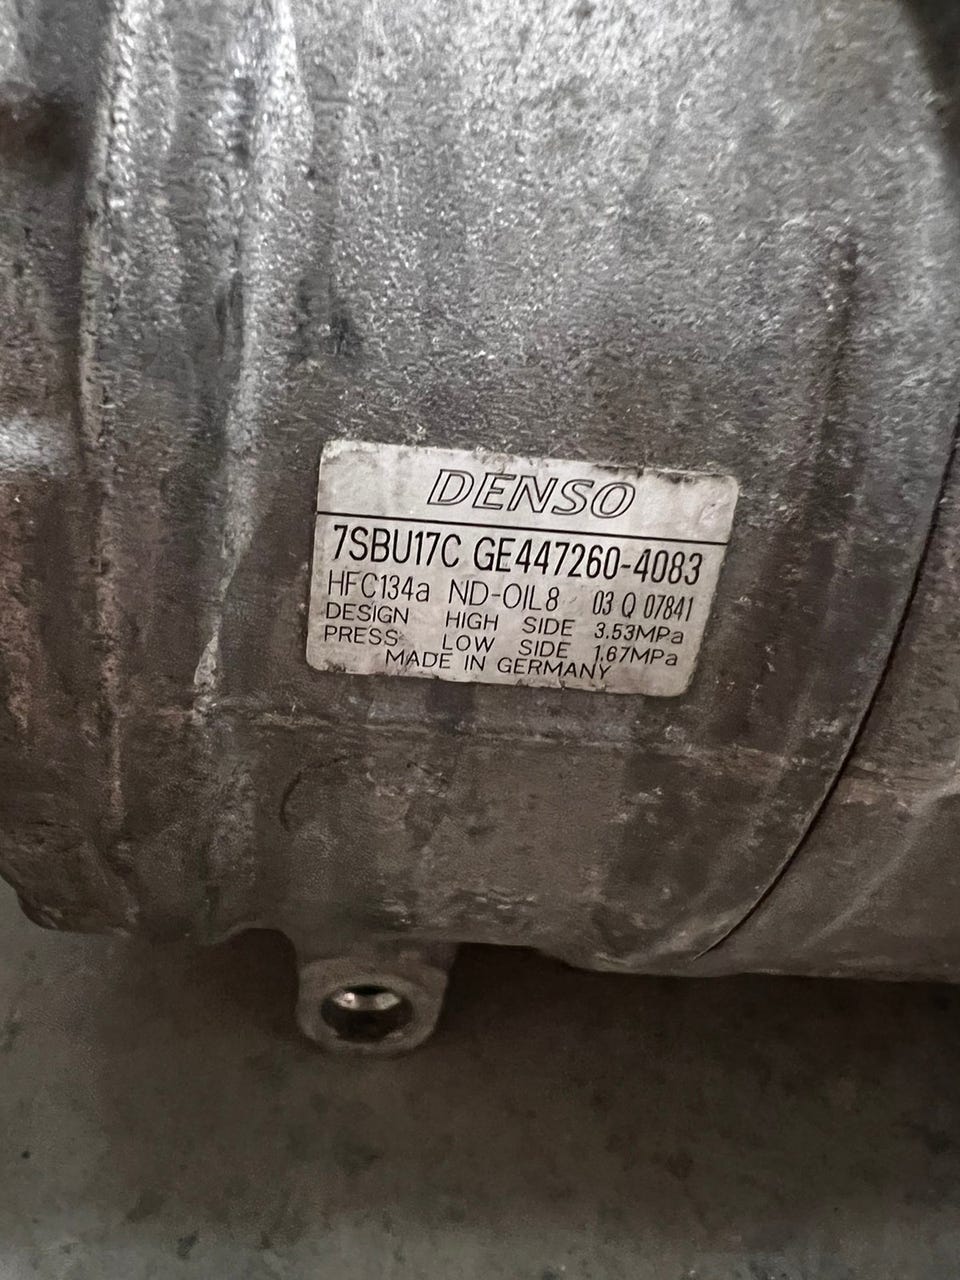 DENSO
7SBU17C GE447260-4083
HFC134a ND-OIL8 03 Q 07841
DESIGN HIGH SIDE 3.53MPa
PRESS LOW SIDE 1.67MPa
MADE IN GERMANY